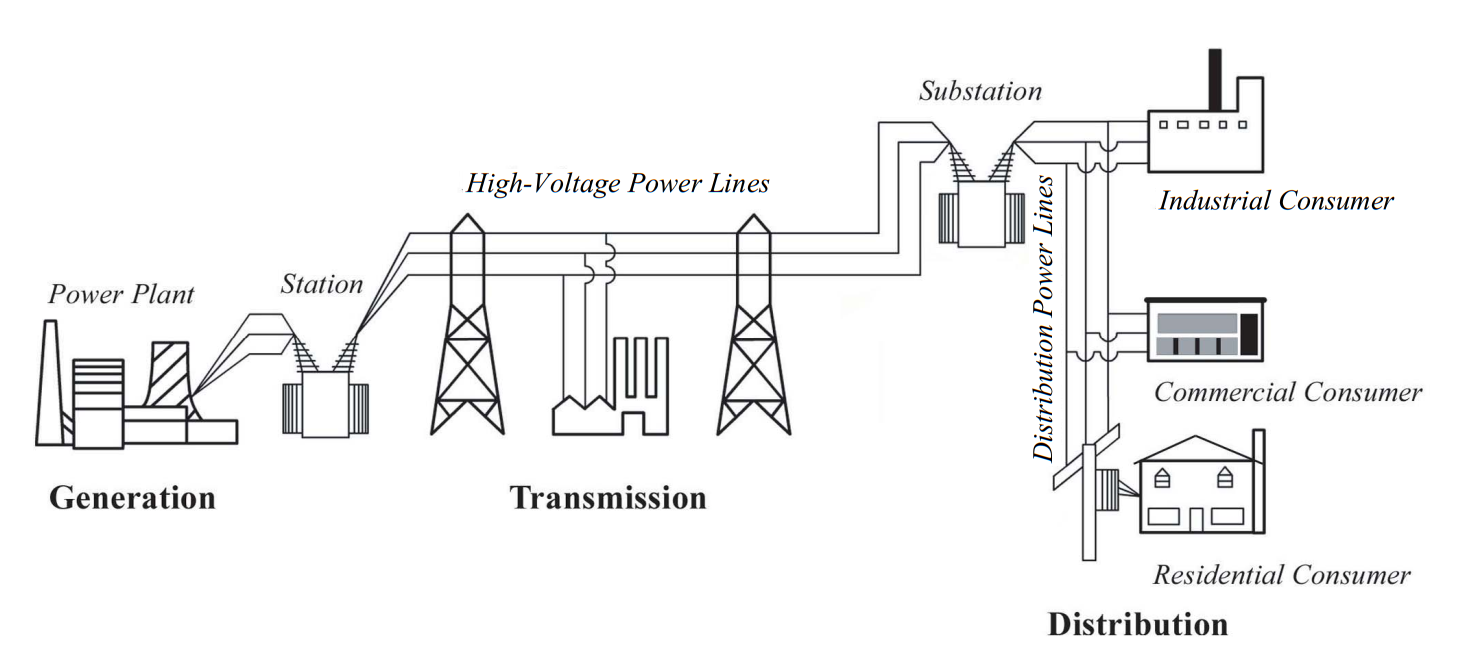 Substation
High-Voltage Power Lines
Industrial Consumer
Station
Power Plant
Distribution Power Lines
Commercial Consumer
Generation
Transmission
Residential Consumer
Distribution